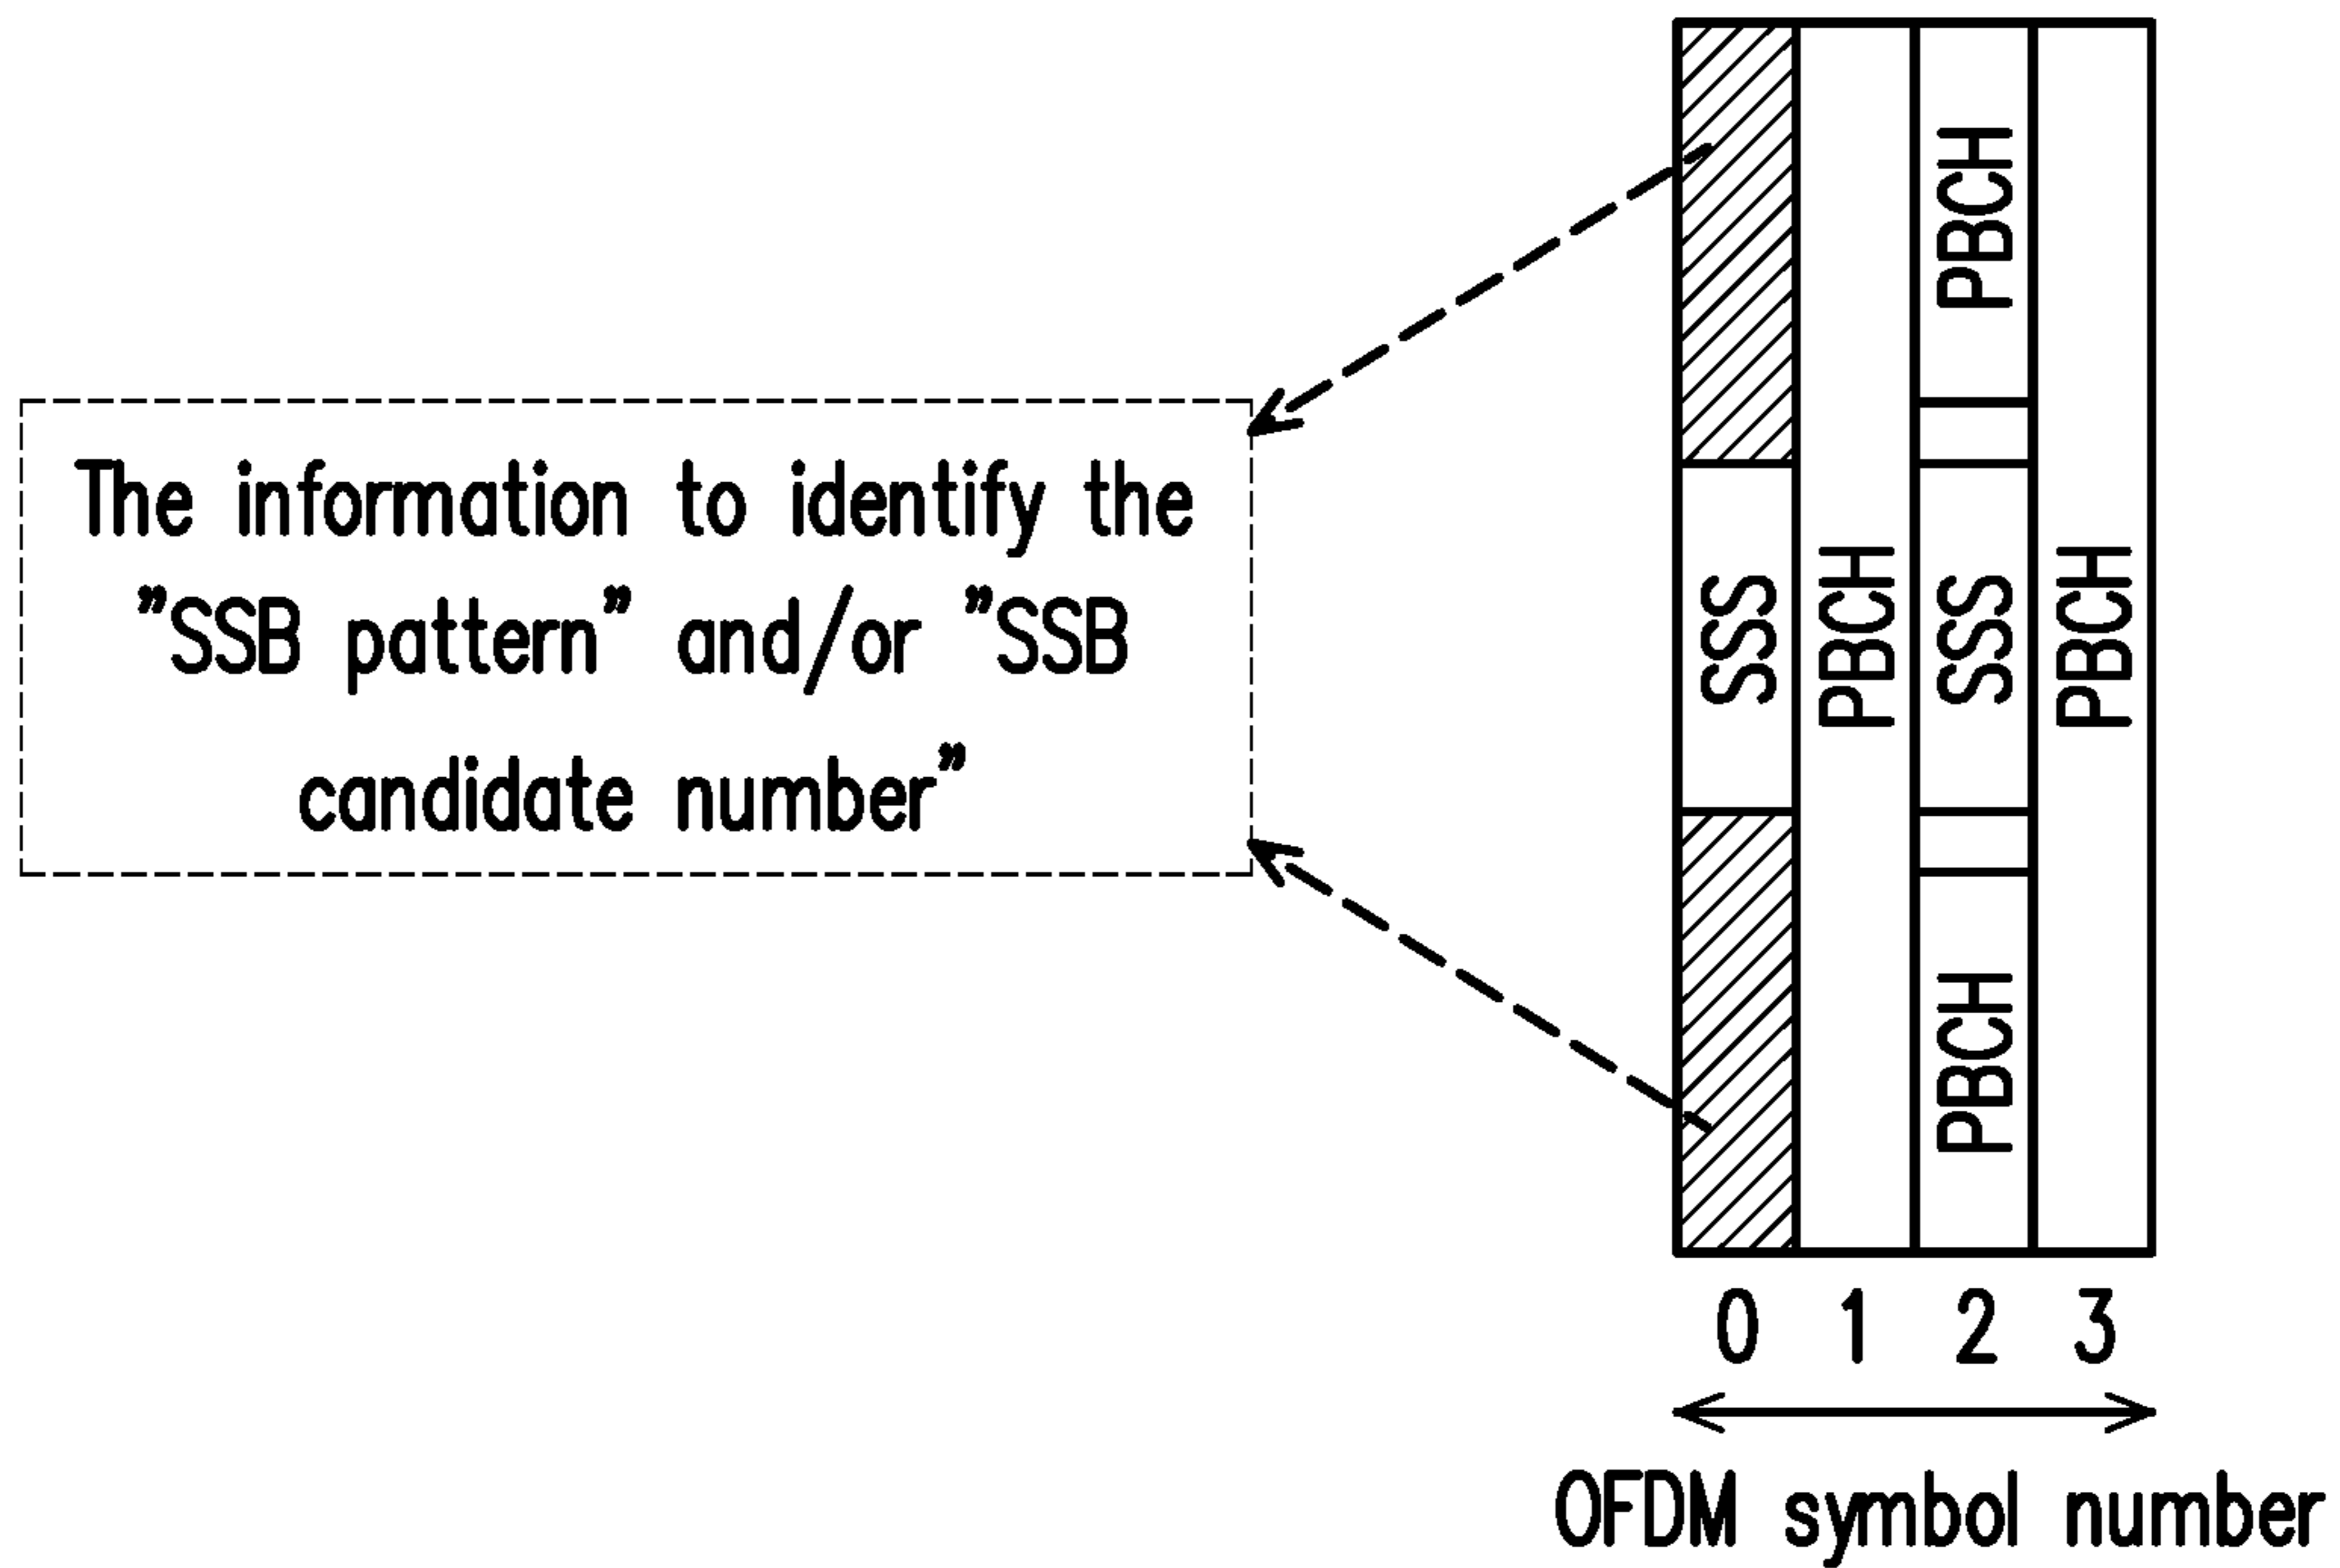 The information to identify the
”SSB pattern” and/or ”SSB
candidate number”
PBCH
SSS
PBCH
SSS
PBCH
PBCH
0 1 2 3
OFDM symbol number